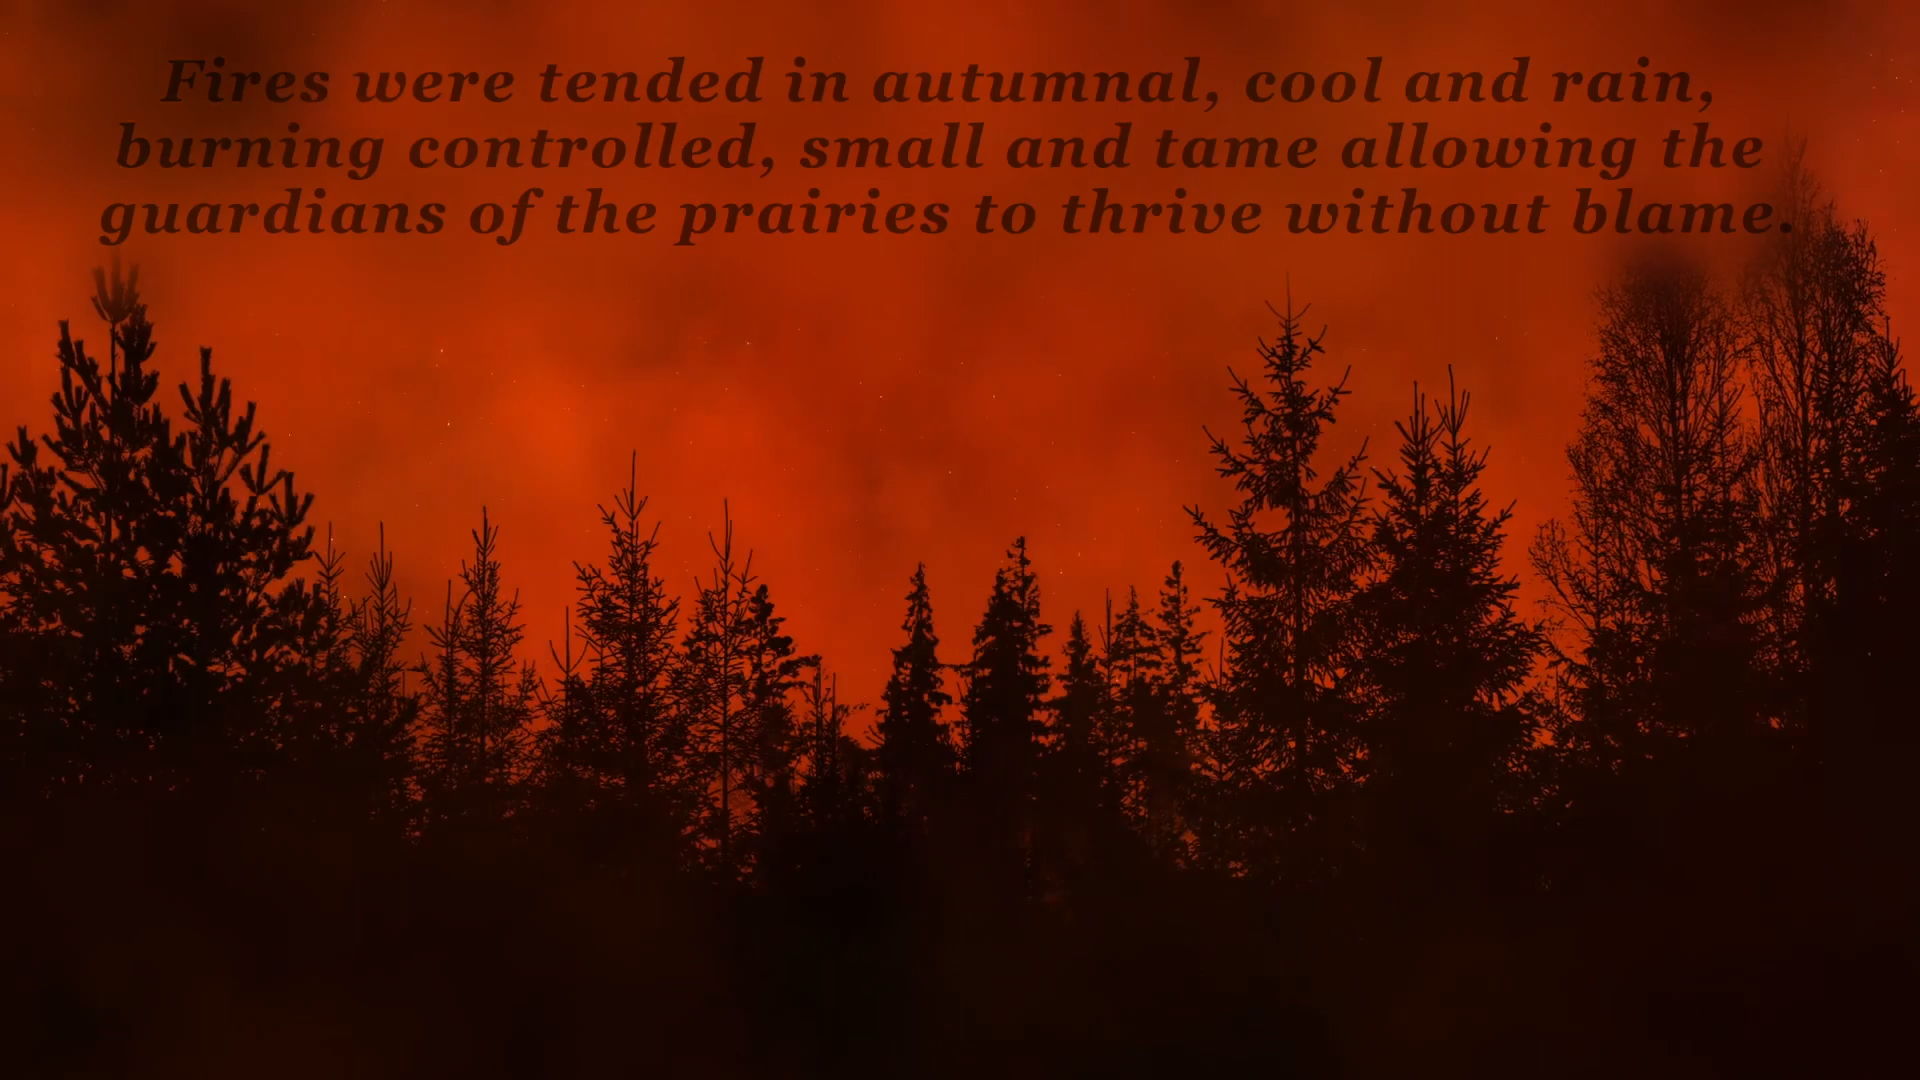 Fires were tended in autumnal, cool and rain,
burning controlled, small and tame allowing the
guardians of the prairies to thrive without blame.